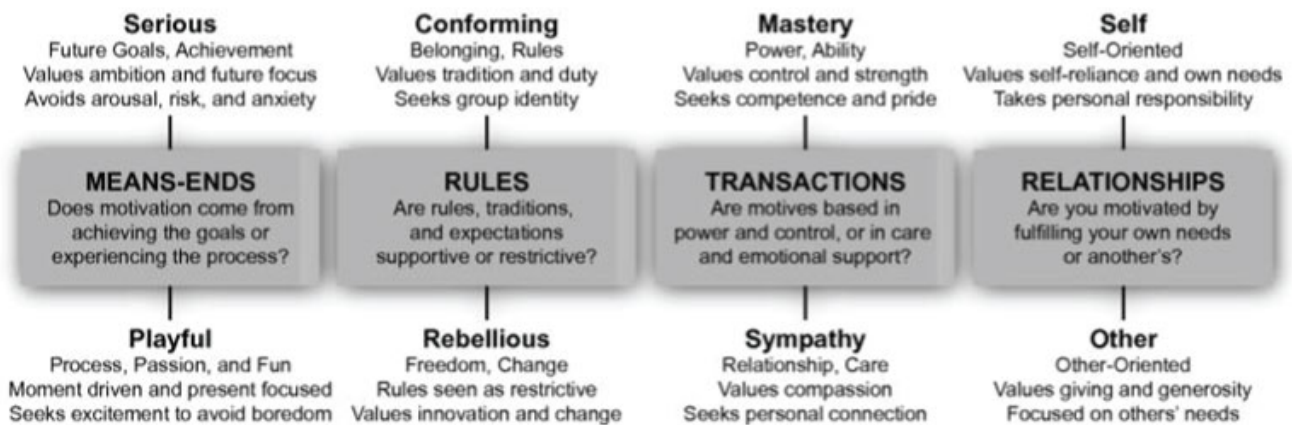 Serious
Future Goals, Achievement
Values ambition and future focus
Avoids arousal, risk, and anxiety
Conforming
Belonging, Rules
Values tradition and duty
Seeks group identity
Mastery
Power, Ability
Values control and strength
Seeks competence and pride
Self
Self-Oriented
Values self-reliance and own needs
Takes personal responsibility
MEANS-ENDS
Does motivation come from
achieving the goals or
experiencing the process?
RULES
Are rules, traditions,
and expectations
supportive or restrictive?
TRANSACTIONS
Are motives based in
power and control, or in care
and emotional support?
RELATIONSHIPS
Are you motivated by
fulfilling your own needs
or another's?
Playful
Process, Passion, and Fun
Moment driven and present focused
Seeks excitement to avoid boredom
Rebellious
Freedom, Change
Rules seen as restrictive
Values innovation and change
Sympathy
Relationship, Care
Values compassion
Seeks personal connection
Other
Other-Oriented
Values giving and generosity
Focused on others' needs